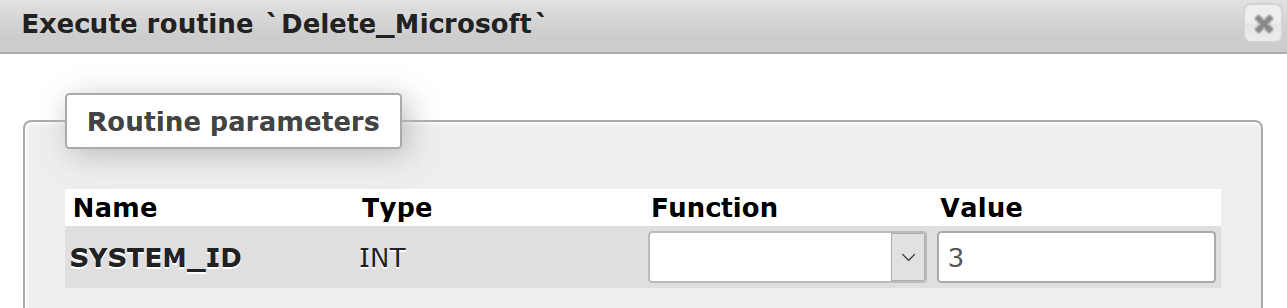 Execute routine `Delete_Microsoft`
Routine parameters
Name Type Function Value
SYSTEM_ID INT 3